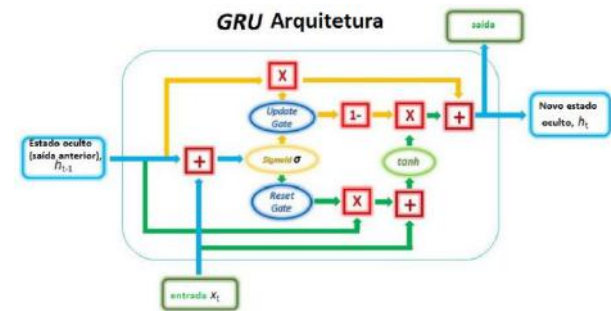 GRU Arquitetura
saída
X
Update
Gate
1-
X
+
Novo estado
oculto, hₜ
Estado oculto
(saída anterior),
hₜ₋₁
+
Sigmoid σ
tanh
Reset
Gate
X
+
entrada xₜ